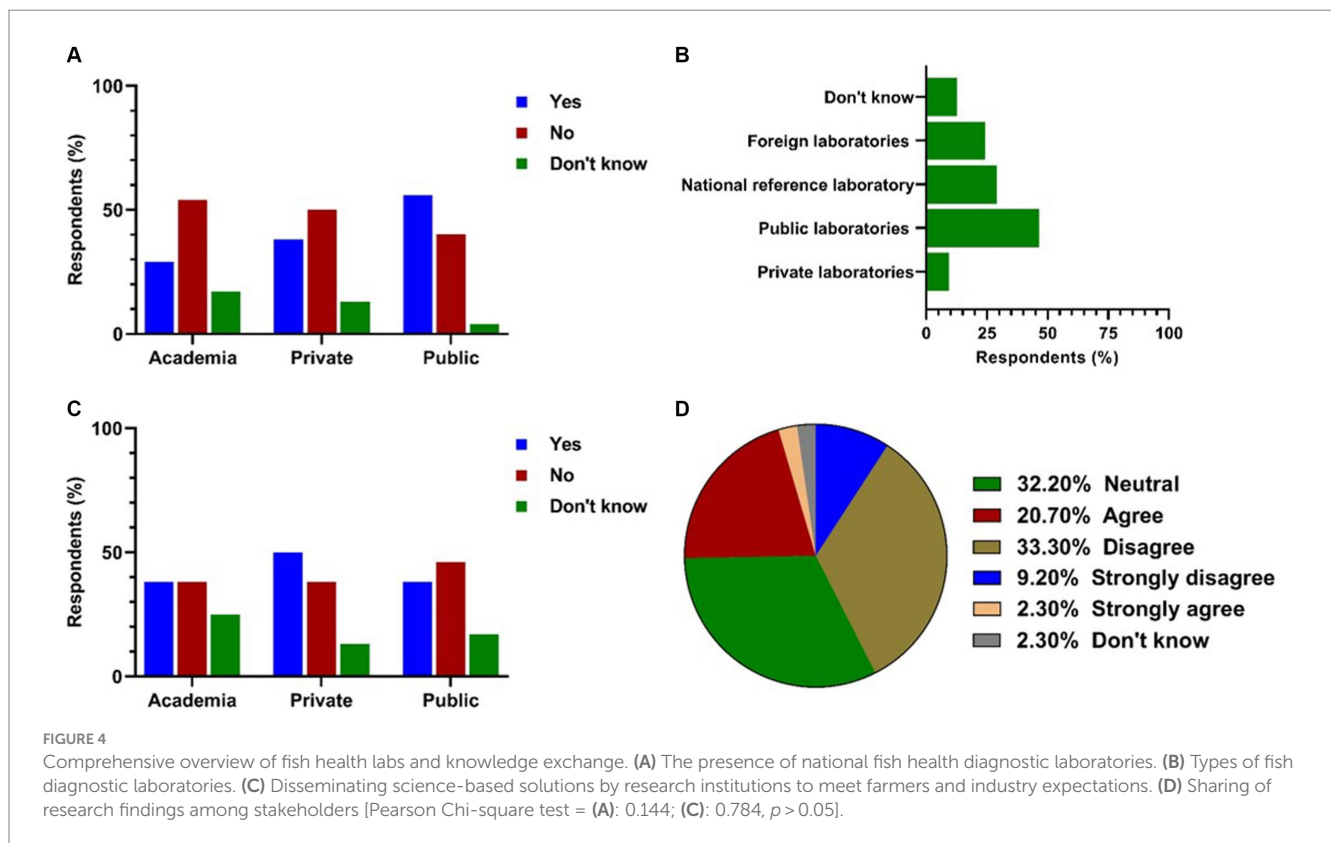 A
100
50
0
Respondents (%)
Academia
Private
Public
Yes
No
Don't know
B
Don't know
Foreign laboratories
National reference laboratory
Public laboratories
Private laboratories
0 25 50 75 100
Respondents (%)
C
100
50
0
Respondents (%)
Academia
Private
Public
Yes
No
Don't know
D
32.20% Neutral
20.70% Agree
33.30% Disagree
9.20% Strongly disagree
2.30% Strongly agree
2.30% Don't know
FIGURE 4
Comprehensive overview of fish health labs and knowledge exchange. (A) The presence of national fish health diagnostic laboratories. (B) Types of fish
diagnostic laboratories. (C) Disseminating science-based solutions by research institutions to meet farmers and industry expectations. (D) Sharing of
research findings among stakeholders [Pearson Chi-square test = (A): 0.144; (C): 0.784, p > 0.05].